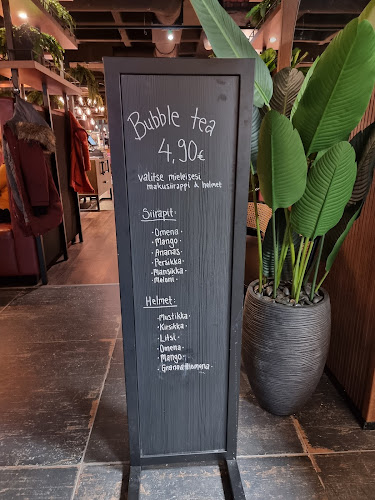 Bubble tea
4,90€
valitse mieleisesi
makusiirappi & helmet
Siirapit:
• Omena
• Mango
• Ananas
• Persikka
• Mansikka
• Meloni
Helmet:
• Mustikka
• Kirsikka
• Litsi
• Omena
• Mango